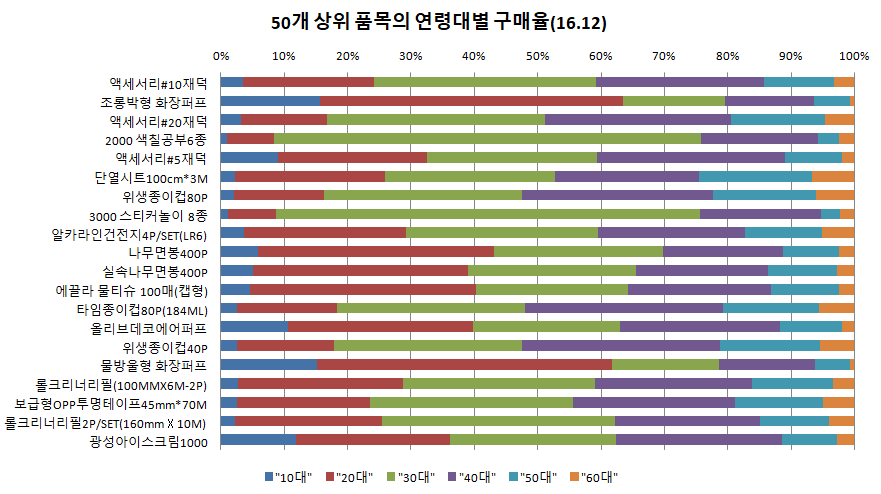 50개 상위 품목의 연령대별 구매율(16.12)
0% 10% 20% 30% 40% 50% 60% 70% 80% 90% 100%
액세서리#10재덕
조롱박형 화장퍼프
액세서리#20재덕
2000 색칠공부6종
액세서리#5재덕
단열시트100cm*3M
위생종이컵80P
3000 스티커놀이 8종
알카라인건전지4P/SET(LR6)
나무면봉400P
실속나무면봉400P
에끌라 물티슈 100매(캡형)
타임종이컵80P(184ML)
올리브데코에어퍼프
위생종이컵40P
물방울형 화장퍼프
롤크리너리필(100MMX6M-2P)
보급형OPP투명테이프45mm*70M
롤크리너리필2P/SET(160mm X 10M)
광성아이스크림1000
"10대" "20대" "30대" "40대" "50대" "60대"